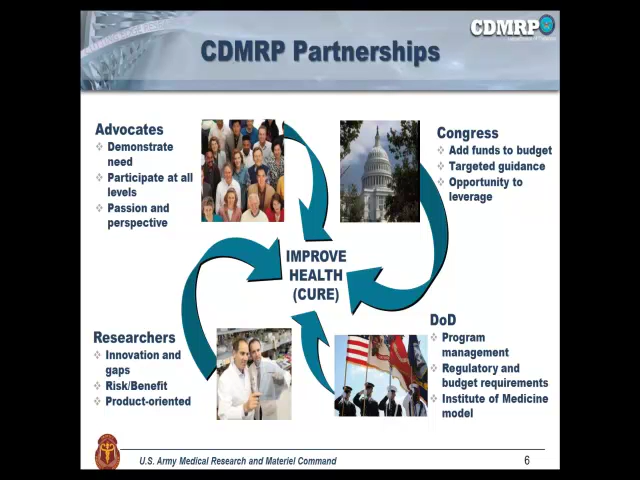 CDMRP
CDMRP Partnerships
Advocates
❖ Demonstrate
need
❖ Participate at all
levels
❖ Passion and
perspective
Congress
❖ Add funds to budget
❖ Targeted guidance
❖ Opportunity to
leverage
IMPROVE
HEALTH
(CURE)
Researchers
❖ Innovation and
gaps
❖ Risk/Benefit
❖ Product-oriented
DoD
❖ Program
management
❖ Regulatory and
budget requirements
❖ Institute of Medicine
model
U.S. Army Medical Research and Materiel Command
6